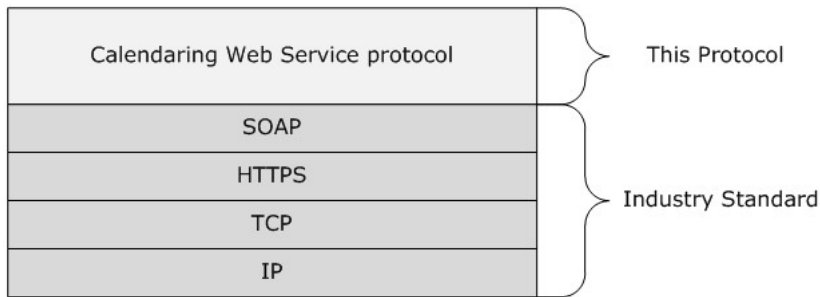 Calendaring Web Service protocol
This Protocol
SOAP
HTTPS
Industry Standard
TCP
IP